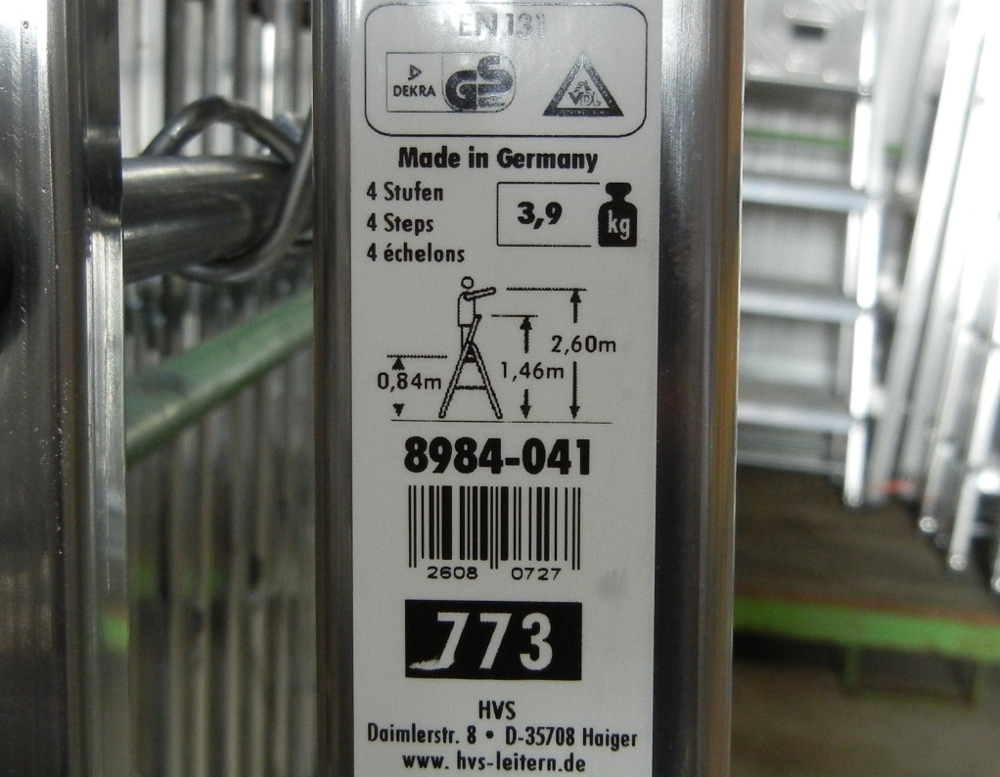 EN 131
DEKRA GS VDL
Made in Germany
4 Stufen
4 Steps
4 échelons
3,9 kg
2,60m
1,46m
0,84m
8984-041
2608 0727
773
HVS
Daimlerstr. 8 • D-35708 Haiger
www. hvs-leitern.de